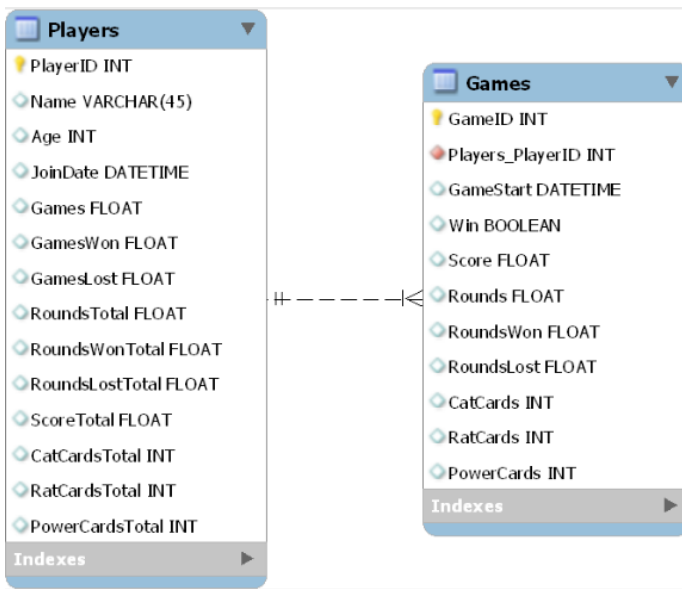 Players
PlayerID INT
Name VARCHAR(45)
Age INT
JoinDate DATETIME
Games FLOAT
GamesWon FLOAT
GamesLost FLOAT
RoundsTotal FLOAT
RoundsWonTotal FLOAT
RoundsLostTotal FLOAT
ScoreTotal FLOAT
CatCardsTotal INT
RatCardsTotal INT
PowerCardsTotal INT
Indexes
Games
GameID INT
Players_PlayerID INT
GameStart DATETIME
Win BOOLEAN
Score FLOAT
Rounds FLOAT
RoundsWon FLOAT
RoundsLost FLOAT
CatCards INT
RatCards INT
PowerCards INT
Indexes